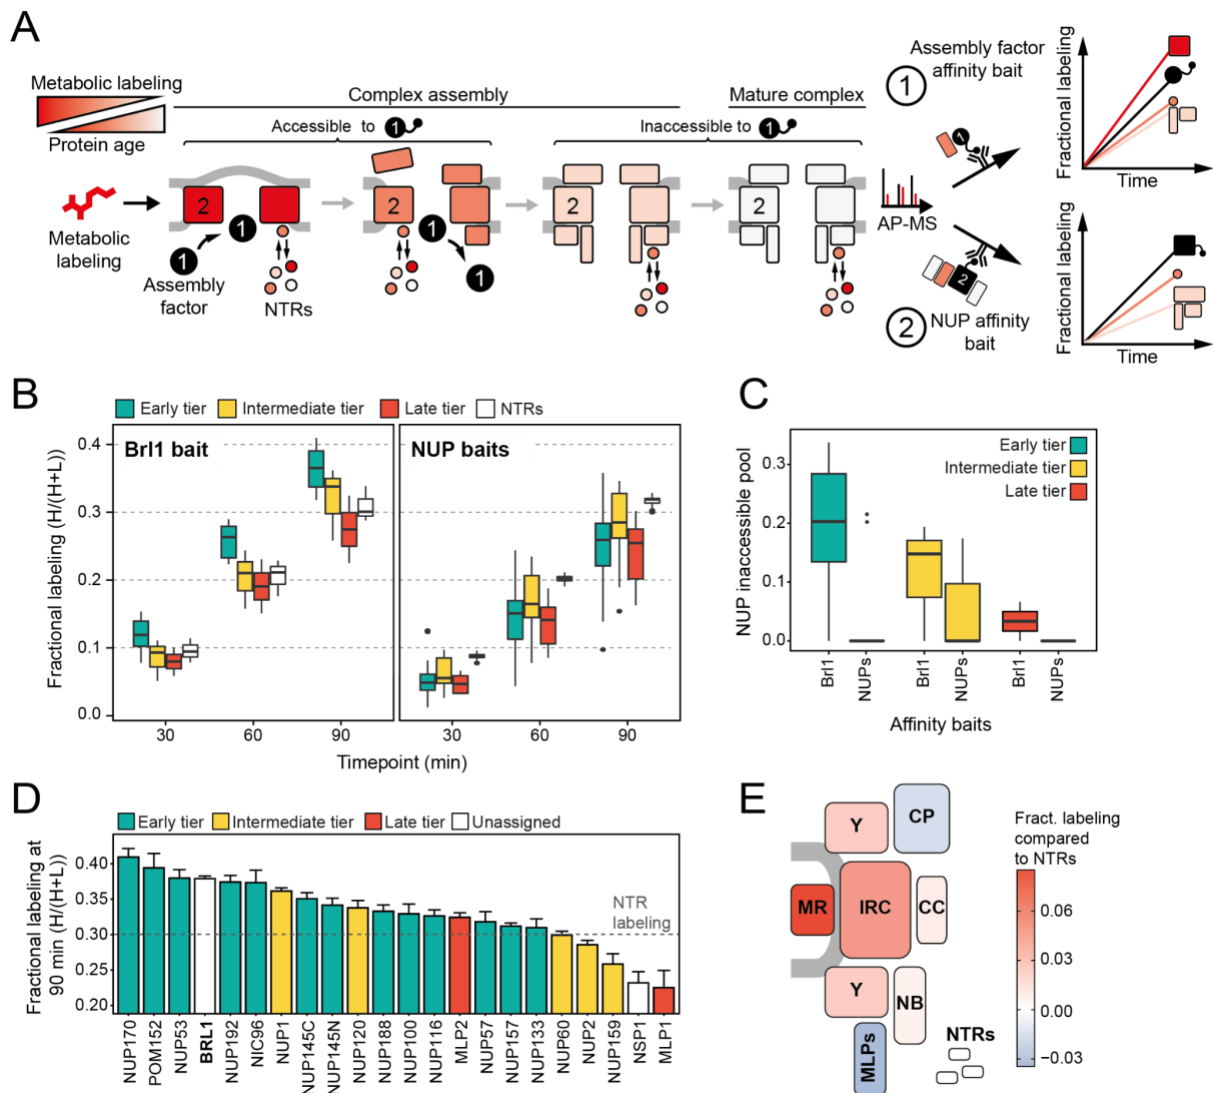 A
Metabolic labeling
Protein age
Metabolic
labeling
Complex assembly
Mature complex
Accessible to 1
Inaccessible to 1
2
1
1
Assembly
factor
NTRs
2
1
1
2
2
AP-MS
1
Assembly factor
affinity bait
1
2
2
NUP affinity
bait
Fractional labeling
Time
Fractional labeling
Time
B
Early tier
Intermediate tier
Late tier
NTRs
Brl1 bait
NUP baits
Fractional labeling (H/(H+L))
0.4
0.3
0.2
0.1
0.0
30
60
90
30
60
90
Timepoint (min)
C
NUP inaccessible pool
0.3
0.2
0.1
0.0
Early tier
Intermediate tier
Late tier
Brl1
NUPs
Brl1
NUPs
Brl1
NUPs
Affinity baits
D
Early tier
Intermediate tier
Late tier
Unassigned
Fractional labeling at
90 min (H/(H+L))
0.40
0.35
0.30
0.25
0.20
NTR
labeling
NUP170
POM152
NUP53
BRL1
NUP192
NIC96
NUP1
NUP145C
NUP145N
NUP120
NUP188
NUP100
NUP116
MLP2
NUP57
NUP157
NUP133
NUP60
NUP2
NUP159
NSP1
MLP1
E
Y
CP
MR
IRC
CC
Y
NB
MLPs
NTRs
Fract. labeling
compared
to NTRs
0.06
0.03
0.00
−0.03